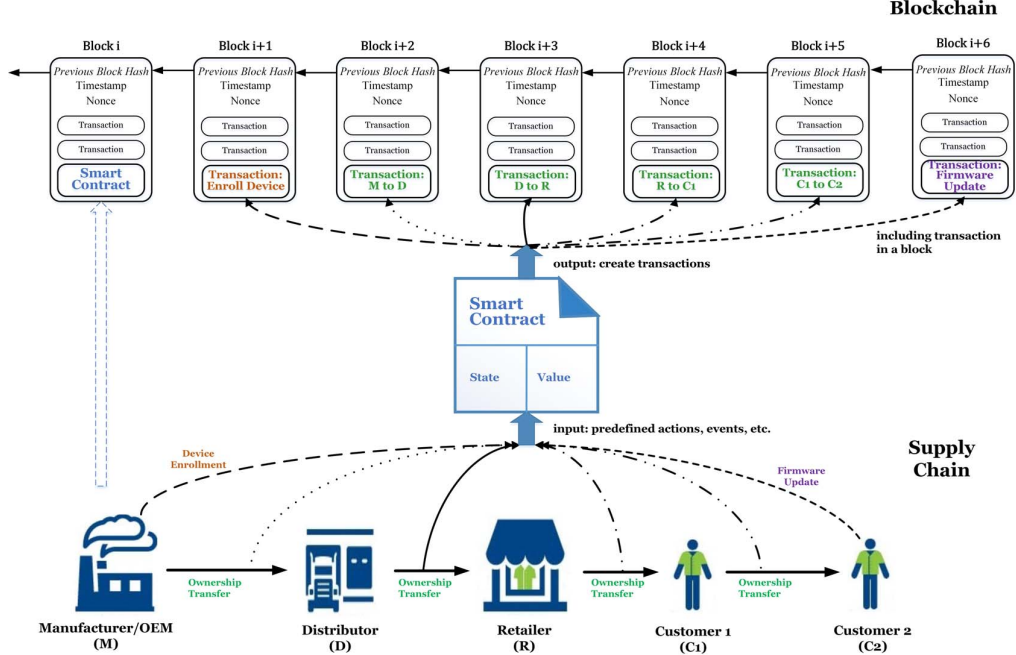 Blockchain
Block i
Block i+1
Block i+2
Block i+3
Block i+4
Block i+5
Block i+6
Previous Block Hash
Timestamp
Nonce
Transaction
Transaction
Smart
Contract
Previous Block Hash
Timestamp
Nonce
Transaction
Transaction
Transaction:
Enroll Device
Previous Block Hash
Timestamp
Nonce
Transaction
Transaction
Transaction:
M to D
Previous Block Hash
Timestamp
Nonce
Transaction
Transaction
Transaction:
D to R
Previous Block Hash
Timestamp
Nonce
Transaction
Transaction
Transaction:
R to C1
Previous Block Hash
Timestamp
Nonce
Transaction
Transaction
Transaction:
C1 to C2
Previous Block Hash
Timestamp
Nonce
Transaction
Transaction
Transaction:
Firmware
Update
including transaction
in a block
output: create transactions
Smart
Contract
State
Value
input: predefined actions, events, etc.
Supply
Chain
Device
Enrollment
Firmware
Update
Ownership
Transfer
Ownership
Transfer
Ownership
Transfer
Ownership
Transfer
Manufacturer/OEM
(M)
Distributor
(D)
Retailer
(R)
Customer 1
(C1)
Customer 2
(C2)